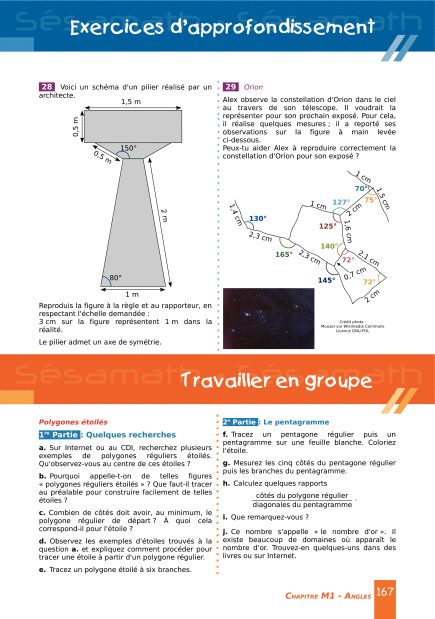 Sésamath Sésamath Sésamath
Exercices d'approfondissement
28 Voici un schéma d'un pilier réalisé par un
architecte.
1,5 m
0,5 m
150°
0,5 m
2 m
80°
1 m
Reproduis la figure à la règle et au rapporteur, en
respectant l'échelle demandée :
3 cm sur la figure représentent 1 m dans la
réalité.
Le pilier admet un axe de symétrie.
29 Orion
Alex observe la constellation d'Orion dans le ciel
au travers de son télescope. Il voudrait la
représenter pour son exposé. Pour cela,
il réalise quelques mesures ; il a reporté ses
observations sur la figure à main levée
ci-dessous.
Peux-tu aider Alex à reproduire correctement la
constellation d'Orion pour son exposé ?
1 cm
70°
75°
1,5 cm
1 cm
127°
2 cm
1,4 cm
130°
125°
1,6 cm
2,3 cm
140°
165°
2,3 cm
72°
2,1 cm
145°
0,7 cm
72°
2 cm
Crédit photo :
Mouser sur Wikimedia Commons
Licence GNU FDL
Sésamath Sésamath Sésamath
Travailler en groupe
Polygones étoilés
1re Partie : Quelques recherches
a. Sur Internet ou au CDI, recherchez plusieurs
exemples de polygones réguliers étoilés.
Qu'observez-vous au centre de ces étoiles ?
b. Pourquoi appelle-t-on de telles figures
« polygones réguliers étoilés » ? Que faut-il tracer
au préalable pour construire facilement de telles
étoiles ?
c. Combien de côtés doit avoir, au minimum, le
polygone régulier de départ ? À quoi cela
correspond-il pour l'étoile ?
d. Observez les exemples d'étoiles trouvés à la
question a. et expliquez comment procéder pour
tracer une étoile à partir d'un polygone régulier.
e. Tracez un polygone étoilé à six branches.
2e Partie : Le pentagramme
f. Tracez un pentagone régulier puis un
pentagramme sur une feuille blanche. Coloriez
l'étoile.
g. Mesurez les cinq côtés du pentagone régulier
puis les branches du pentagramme.
h. Calculez quelques rapports
côtés du polygone régulier
diagonales du pentagramme .
i. Que remarquez-vous ?
j. Ce nombre s'appelle « le nombre d'or ». Il
existe beaucoup de domaines où apparaît le
nombre d'or. Trouvez-en quelques-uns dans des
livres ou sur Internet.
CHAPITRE M1 - ANGLES 167